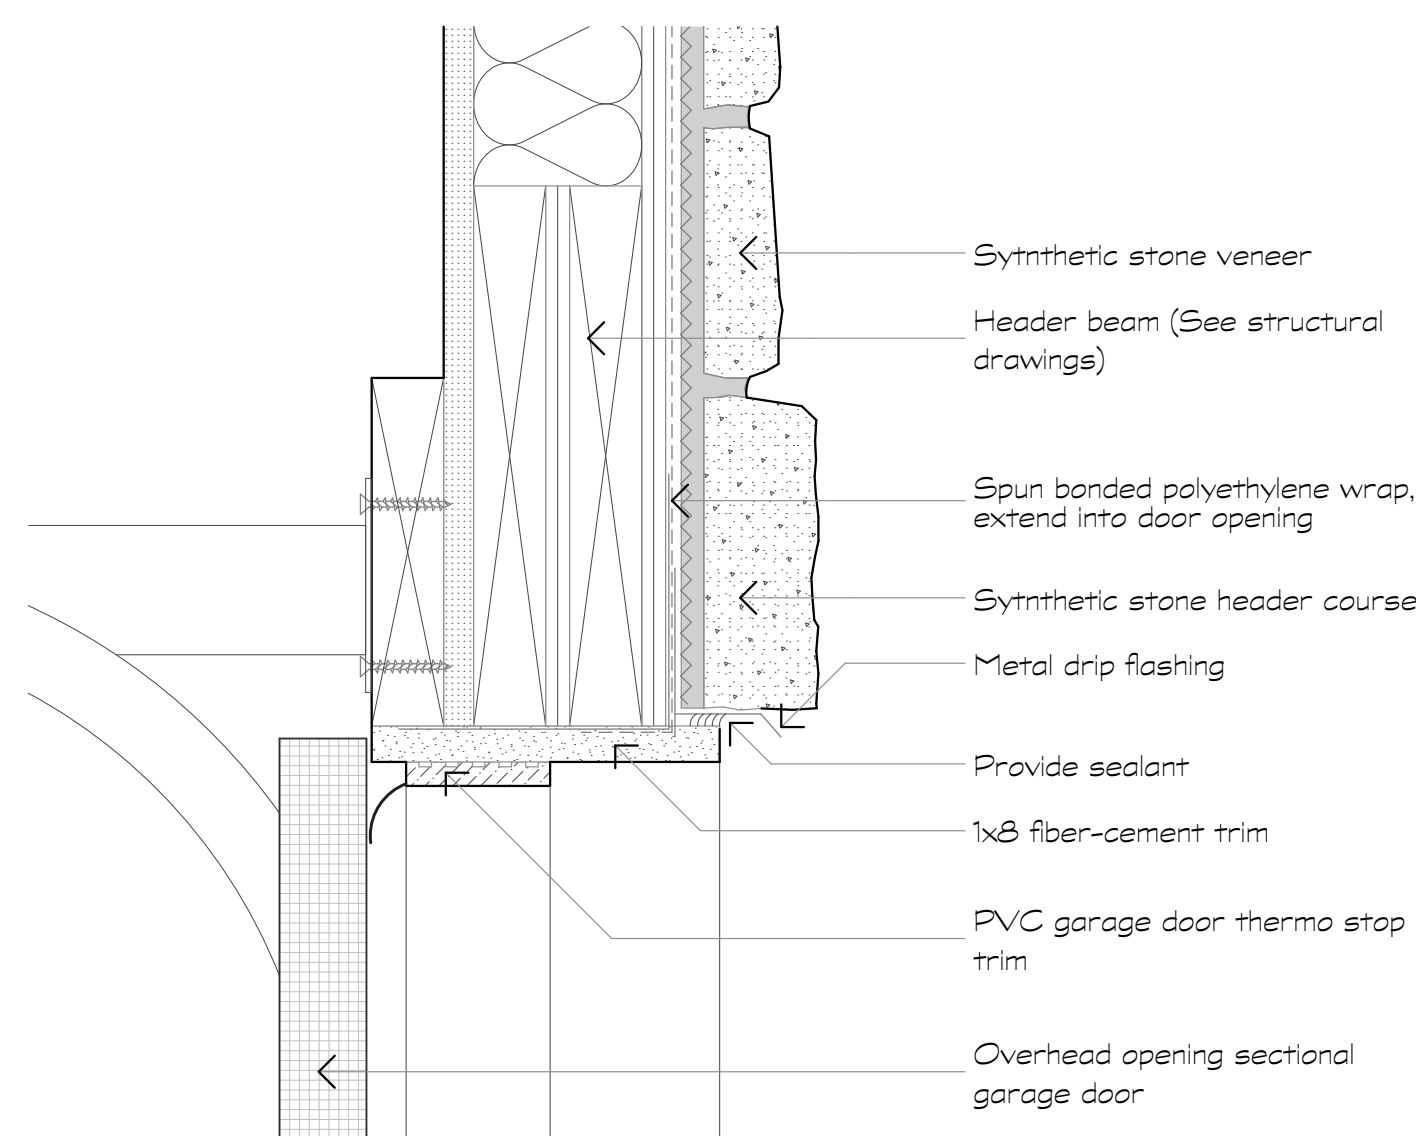 Sytnthetic stone veneer
Header beam (See structural
drawings)
Spun bonded polyethylene wrap,
extend into door opening
Sytnthetic stone header course
Metal drip flashing
Provide sealant
1x8 fiber-cement trim
PVC garage door thermo stop
trim
Overhead opening sectional
garage door